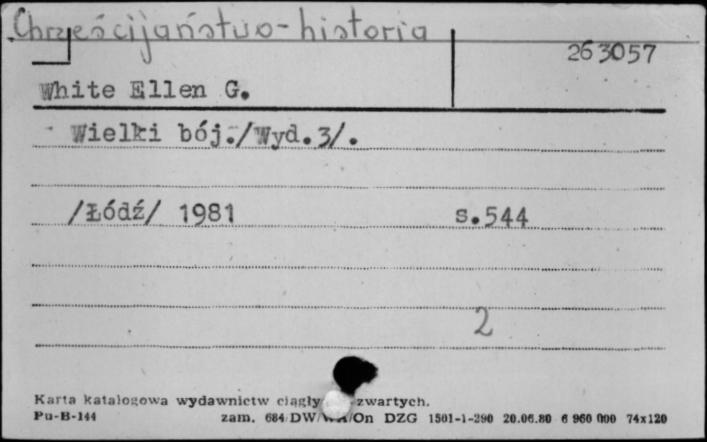 Chrześcijaństwo - historia
263057
White Ellen G.
Wielki bój./Wyd.3/.
/Łódź/ 1981 s.544
2
Karta katalogowa wydawnictw ciągły zwartych.
Pu-B-144 zam. 684 DW/ /On DZG 1501-1-290 20.06.80 6 960 000 74x120